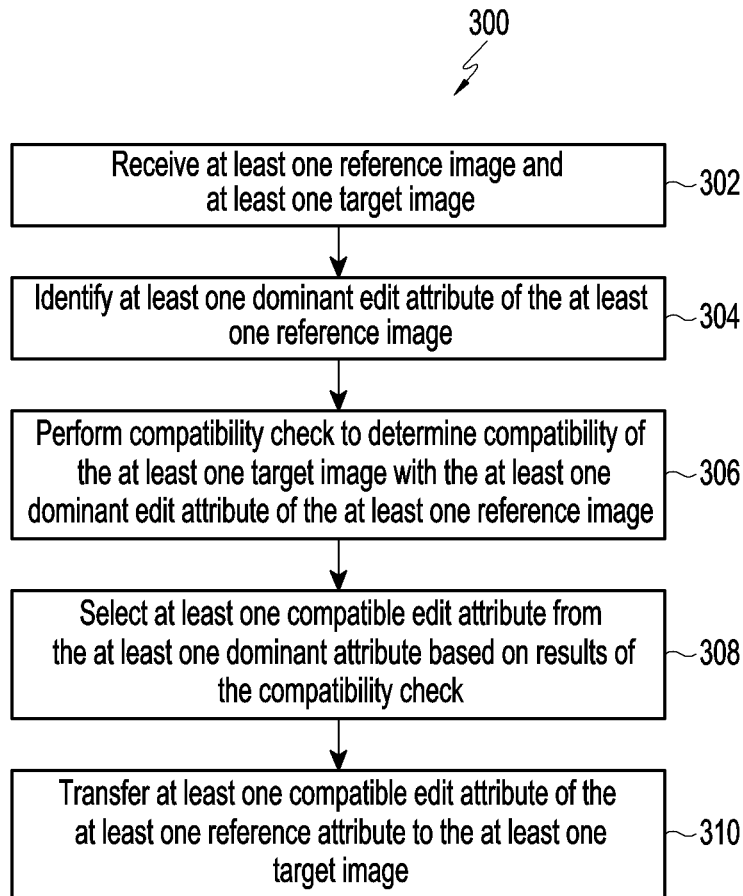 300
Receive at least one reference image and
at least one target image
302
Identify at least one dominant edit attribute of the at least
one reference image
304
Perform compatibility check to determine compatibility of
the at least one target image with the at least one
dominant edit attribute of the at least one reference image
306
Select at least one compatible edit attribute from
the at least one dominant attribute based on results of
the compatibility check
308
Transfer at least one compatible edit attribute of the
at least one reference attribute to the at least one
target image
310